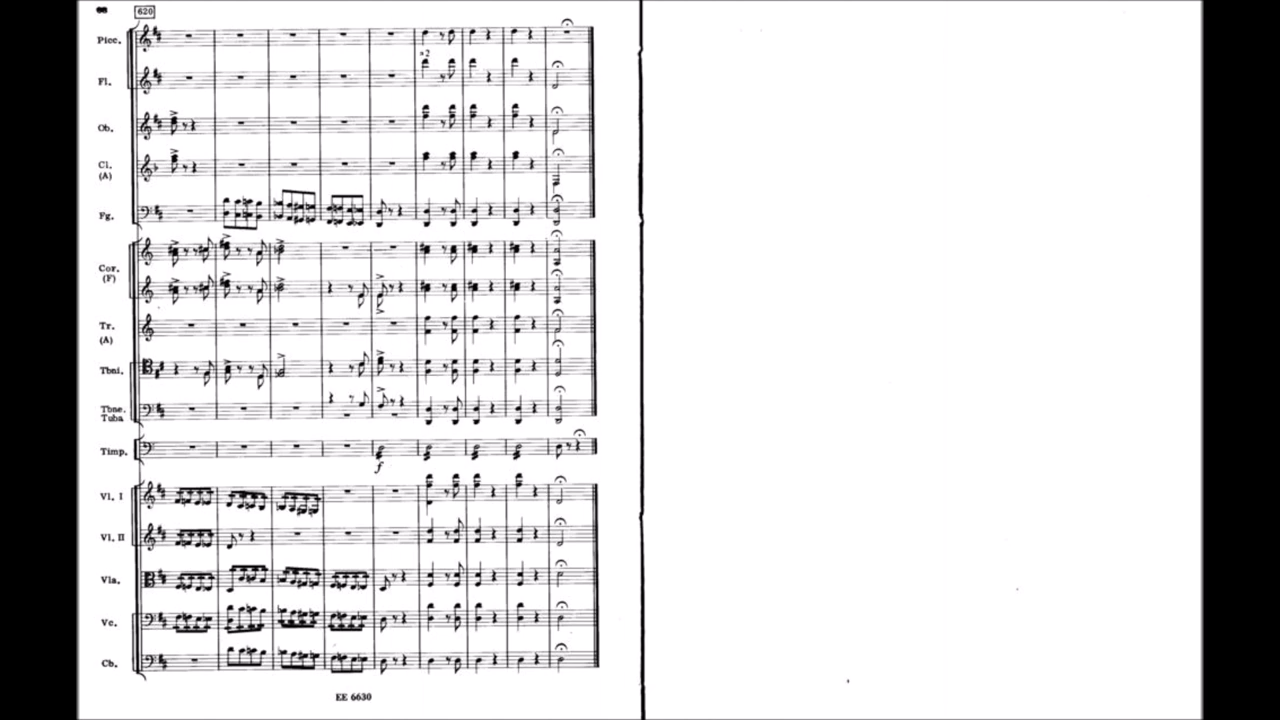 620
Picc.
a2
Fl.
Ob.
Cl.
(A)
Fg.
Cor.
(F)
Tr.
(A)
Tbni.
Tbne.
Tuba
Timp.
f
Vl. I
Vl. II
Vla.
Vc.
Cb.
EE 6630